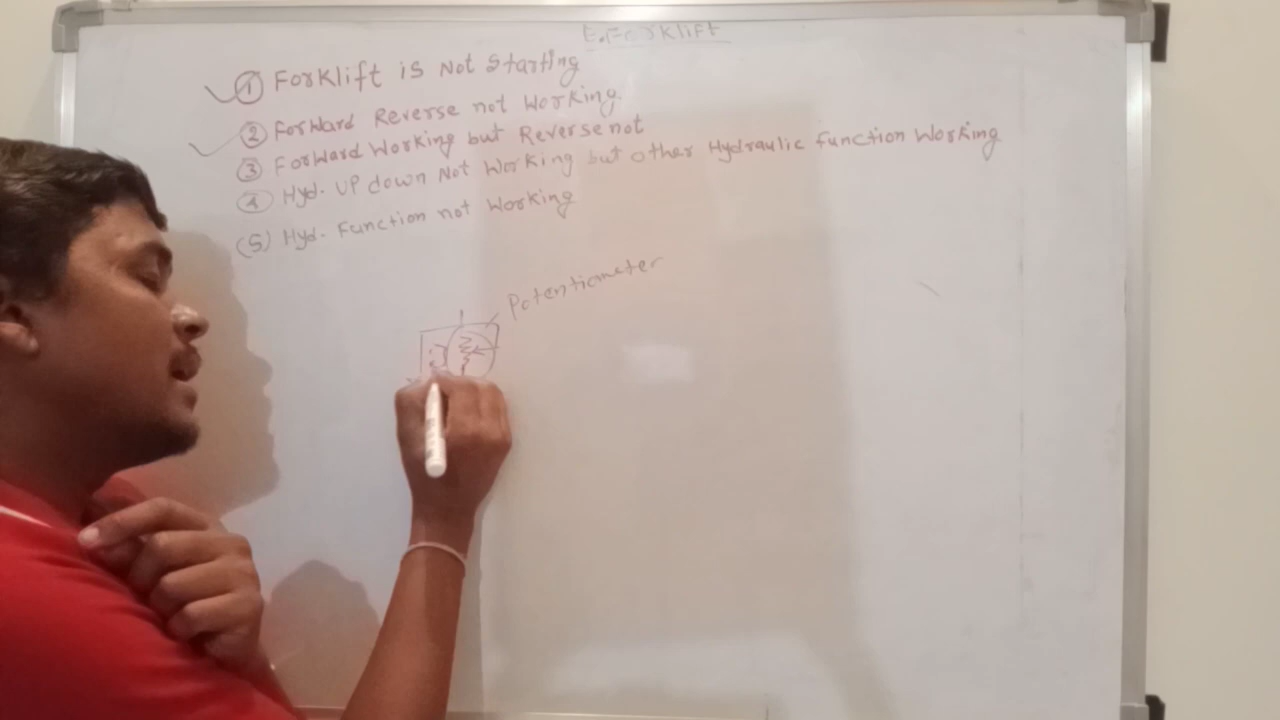 E.Forklift
① Forklift is Not Starting
② Forward Reverse not Working.
③ Forward Working but Reverse not
④ Hyd. UP down Not Working but other Hydraulic function Working
(5) Hyd. Function not Working
Potentiometer